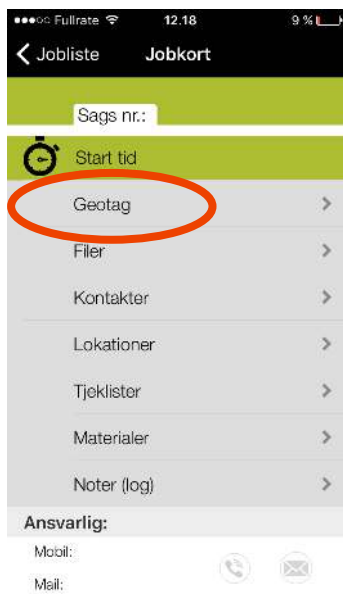 Fullrate 12.18 9 %
Jobliste Jobkort
Sags nr.:
Start tid
Geotag
Filer
Kontakter
Lokationer
Tjeklister
Materialer
Noter (log)
Ansvarlig:
Mobil:
Mail: